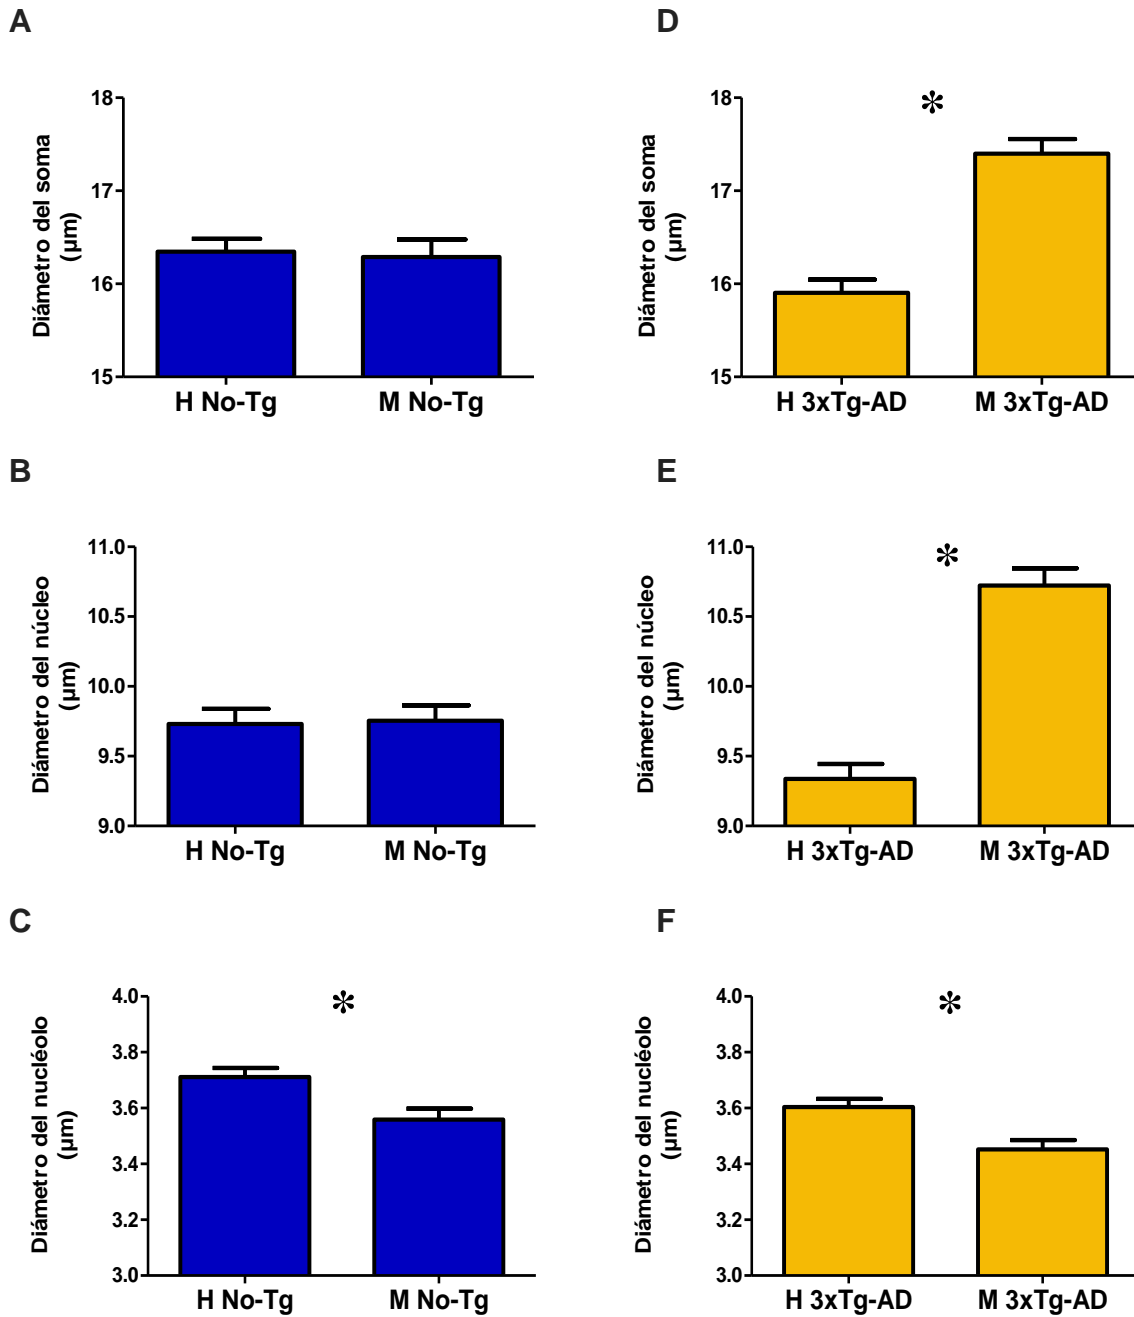 A
Diámetro del soma
(µm)
18
17
16
15
H No-Tg
M No-Tg
D
Diámetro del soma
(µm)
18
17
16
15
*
H 3xTg-AD
M 3xTg-AD
B
Diámetro del núcleo
(µm)
11.0
10.5
10.0
9.5
9.0
H No-Tg
M No-Tg
E
Diámetro del núcleo
(µm)
11.0
10.5
10.0
9.5
9.0
*
H 3xTg-AD
M 3xTg-AD
C
Diámetro del nucléolo
(µm)
4.0
3.8
3.6
3.4
3.2
3.0
*
H No-Tg
M No-Tg
F
Diámetro del nucléolo
(µm)
4.0
3.8
3.6
3.4
3.2
3.0
*
H 3xTg-AD
M 3xTg-AD